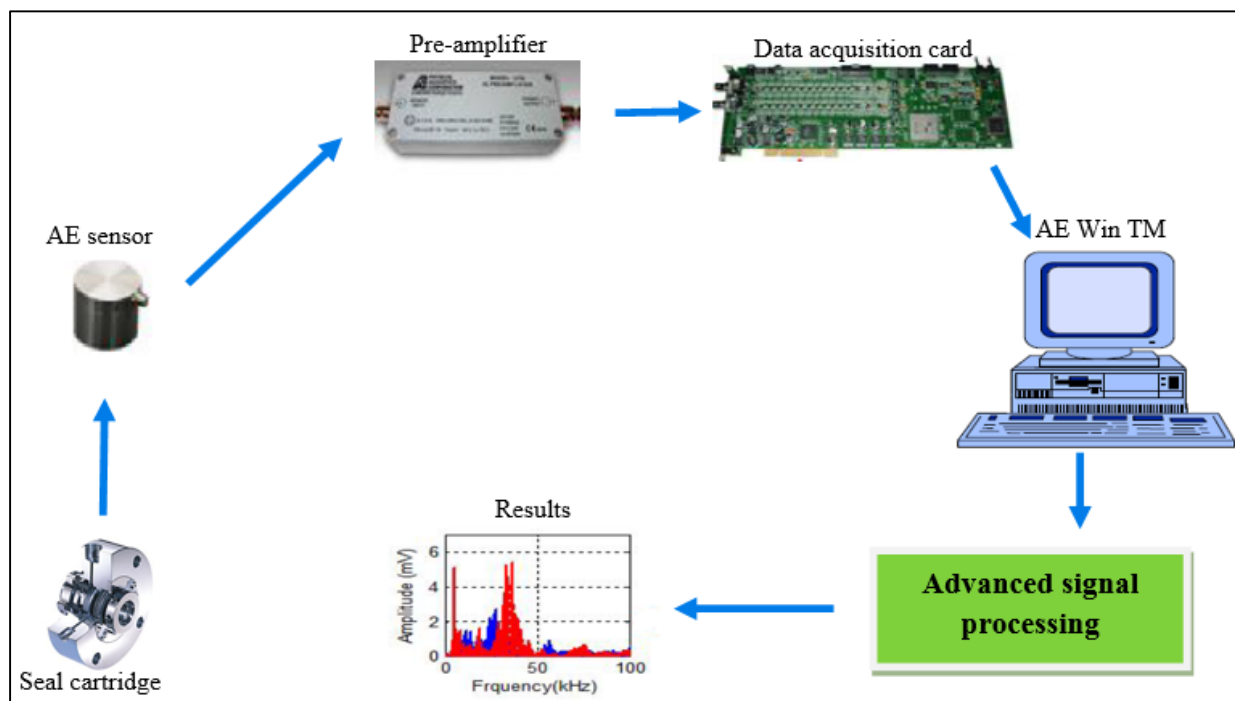 Pre-amplifier
Data acquisition card
AE sensor
AE Win TM
Seal cartridge
Results
6
4
2
0
Amplitude (mV)
0 50 100
Frquency(kHz)
Advanced signal
processing